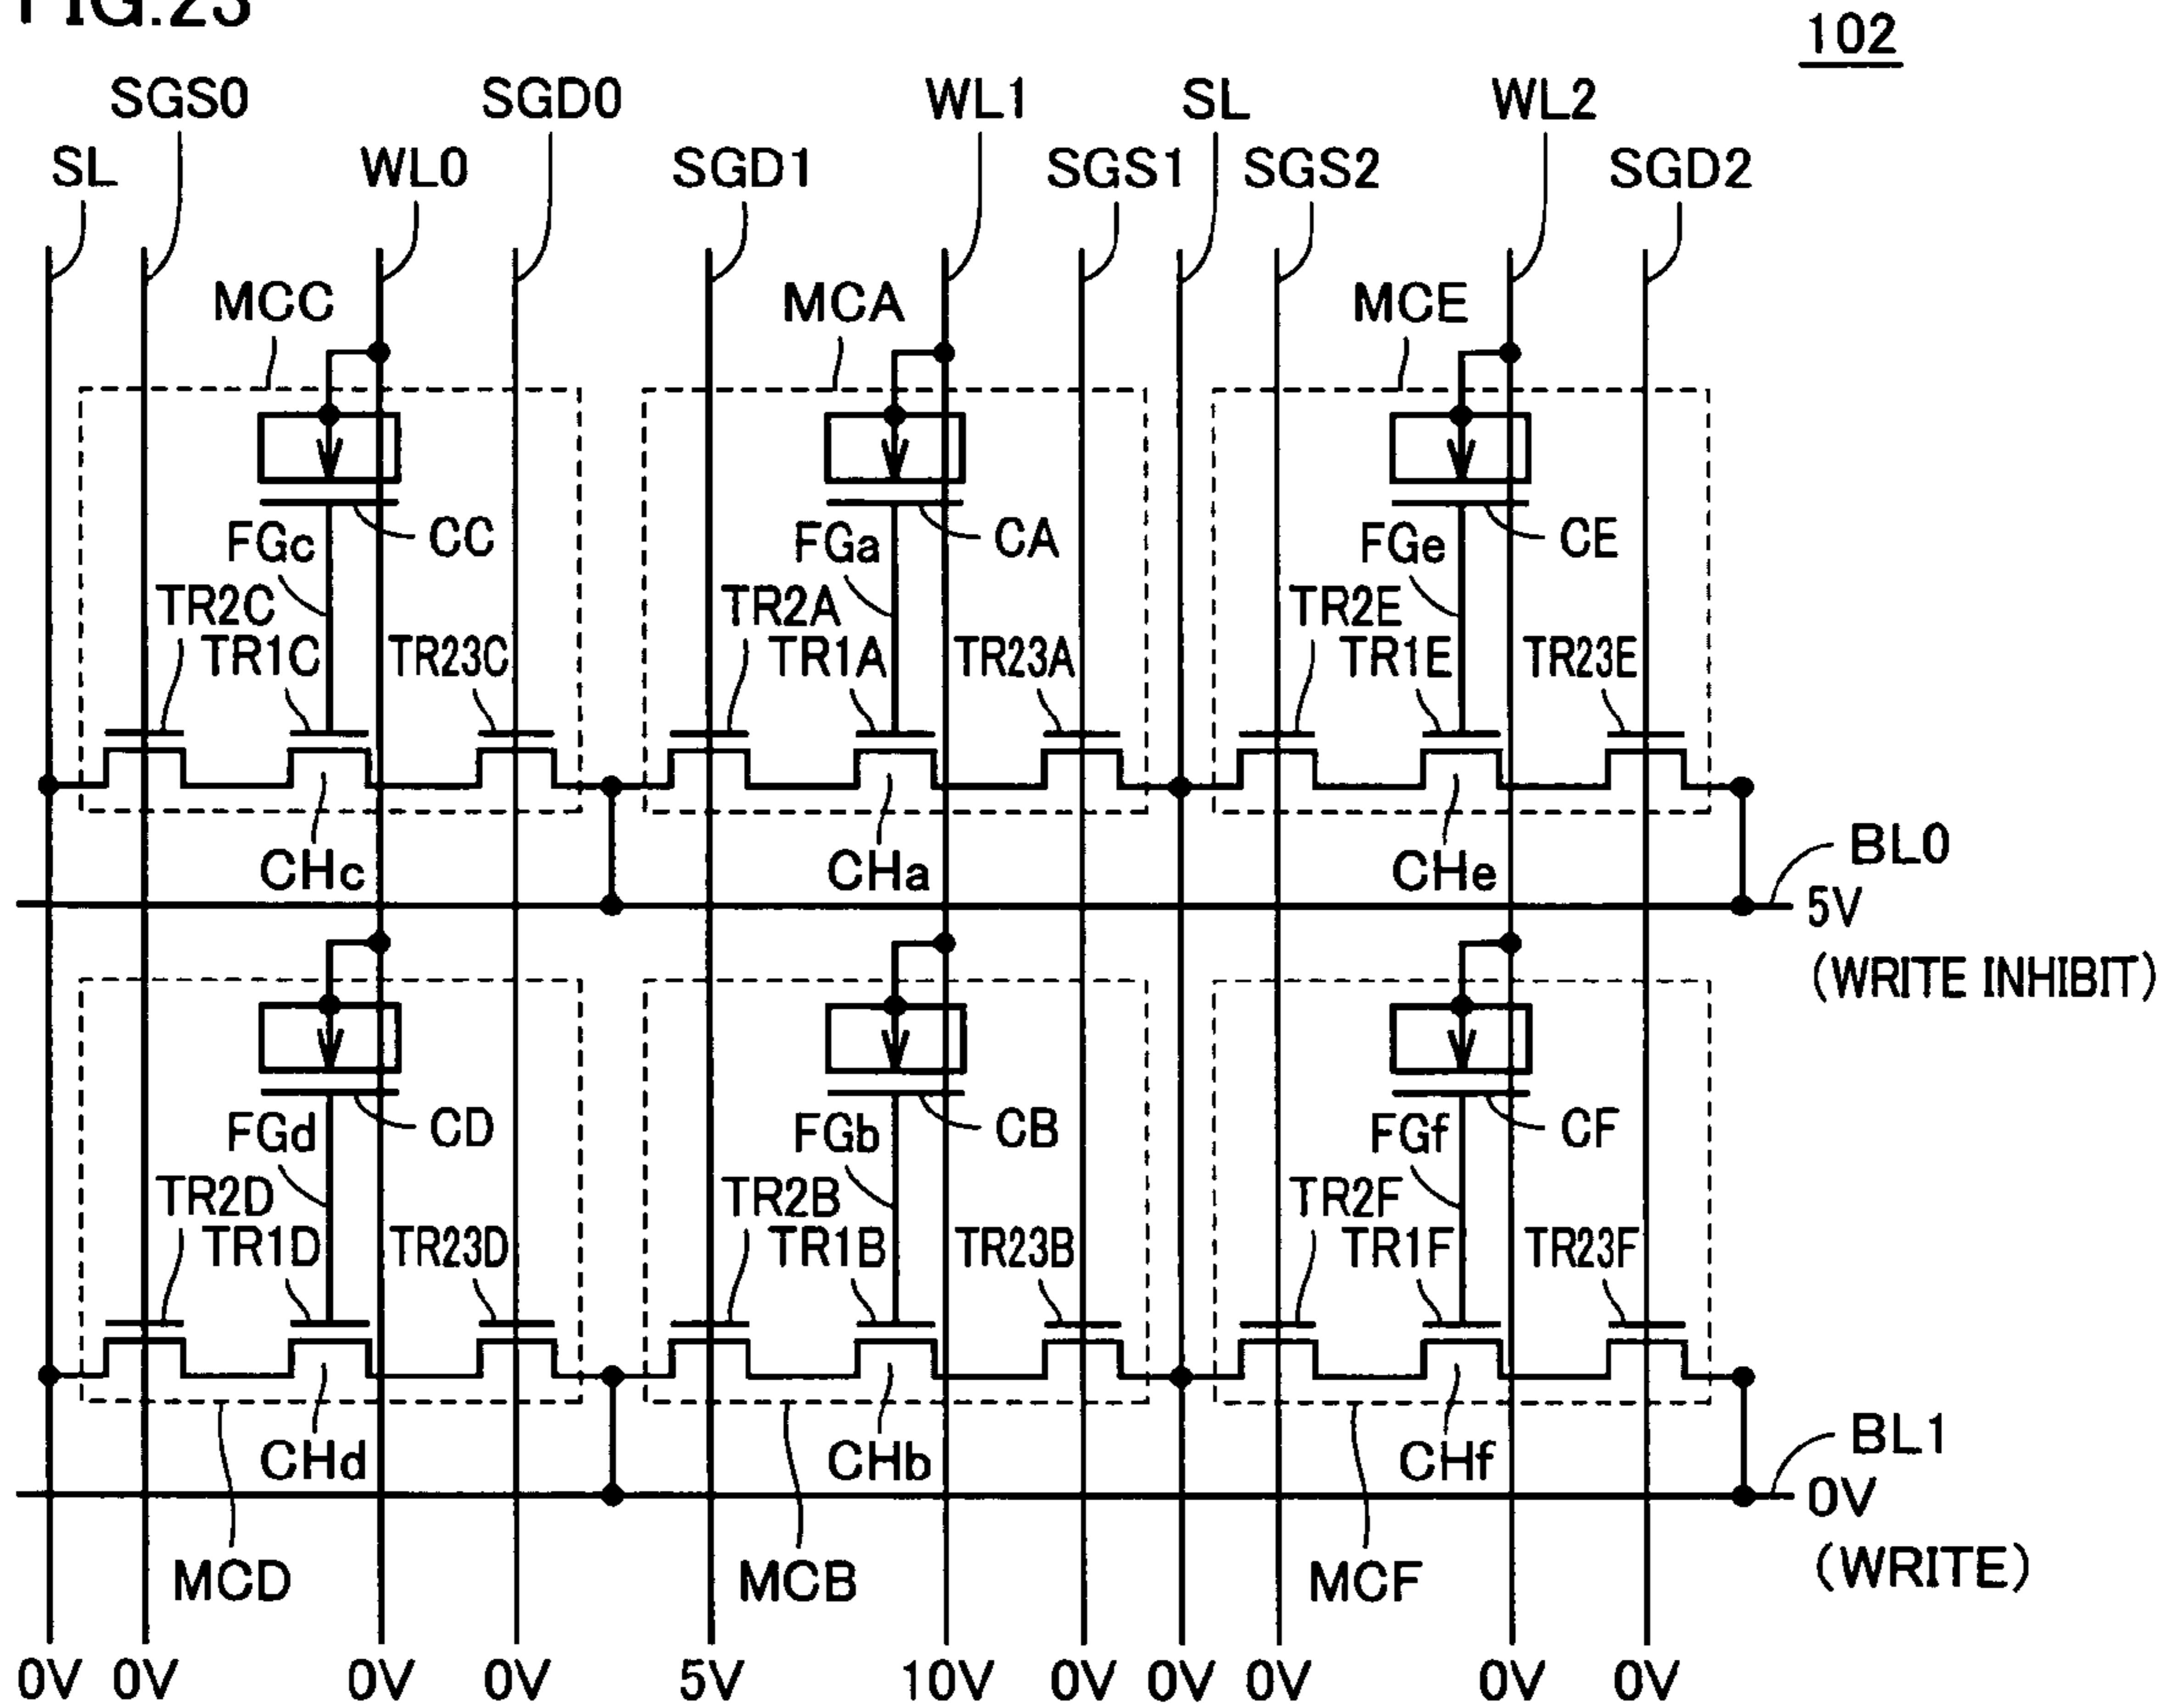 FIG.23
102
SGS0 SGD0 WL1 SL WL2
SL WL0 SGD1 SGS1 SGS2 SGD2
MCC MCA MCE
FGc CC FGa CA FGe CE
TR2C TR2A TR2E
TR1C TR23C TR1A TR23A TR1E TR23E
CHc CHa CHe BL0
5V
(WRITE INHIBIT)
FGd CD FGb CB FGf CF
TR2D TR2B TR2F
TR1D TR23D TR1B TR23B TR1F TR23F
CHd CHb CHf BL1
0V
MCD MCB MCF (WRITE)
0V 0V 0V 0V 5V 10V 0V 0V 0V 0V 0V